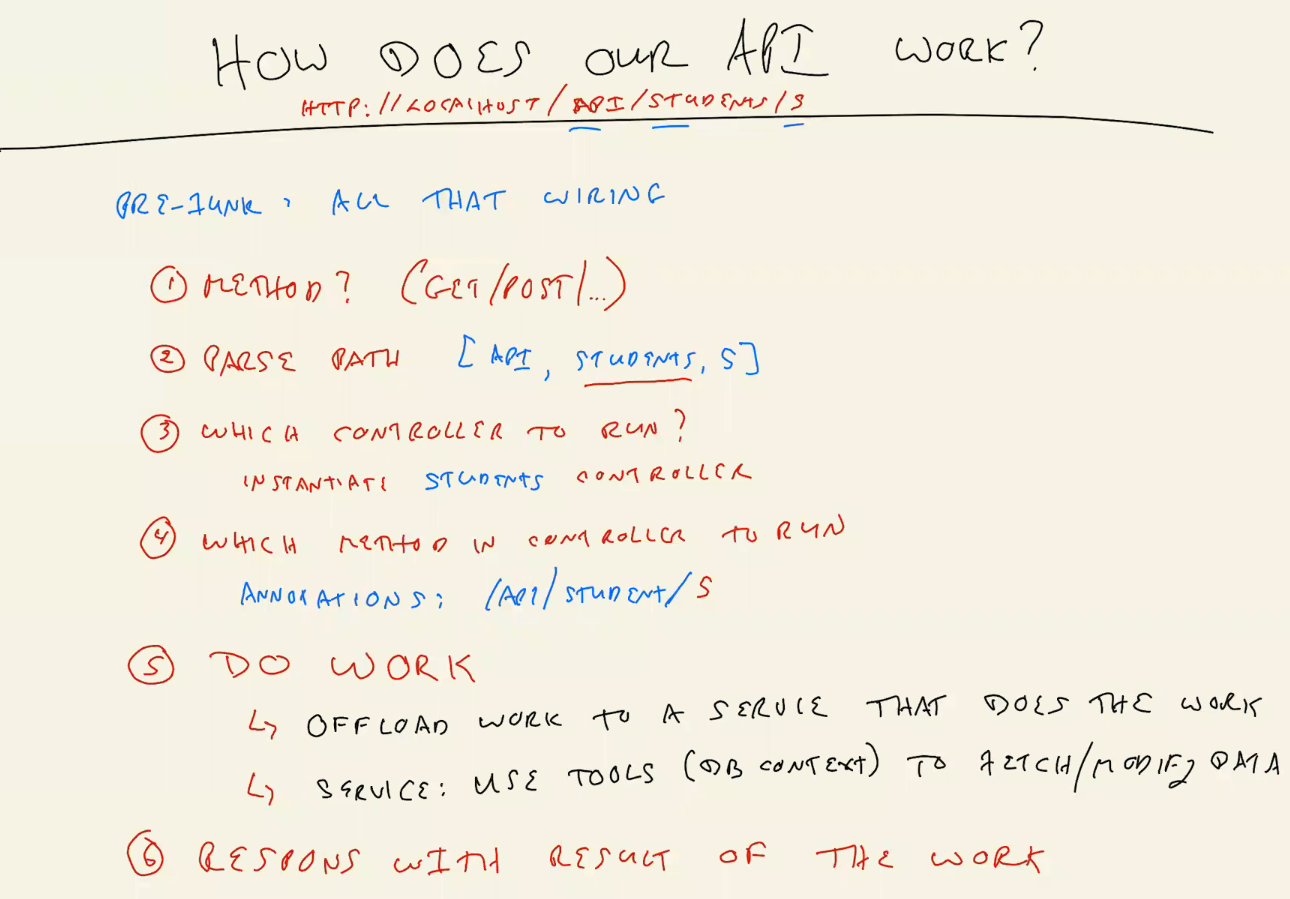 HOW DOES OUR API WORK?
HTTP://LOCALHOST/API/STUDENTS/5
PRE-JUNK: ALL THAT WIRING
① METHOD? (GET/POST/...)
② PARSE PATH [API, STUDENTS, 5]
③ WHICH CONTROLLER TO RUN?
INSTANTIATE STUDENTS CONTROLLER
④ WHICH METHOD IN CONTROLLER TO RUN
ANNOTATIONS: /API/STUDENT/5
⑤ DO WORK
↳ OFFLOAD WORK TO A SERVICE THAT DOES THE WORK
↳ SERVICE: USE TOOLS (DB CONTEXT) TO FETCH/MODIFY DATA
⑥ RESPONS WITH RESULT OF THE WORK